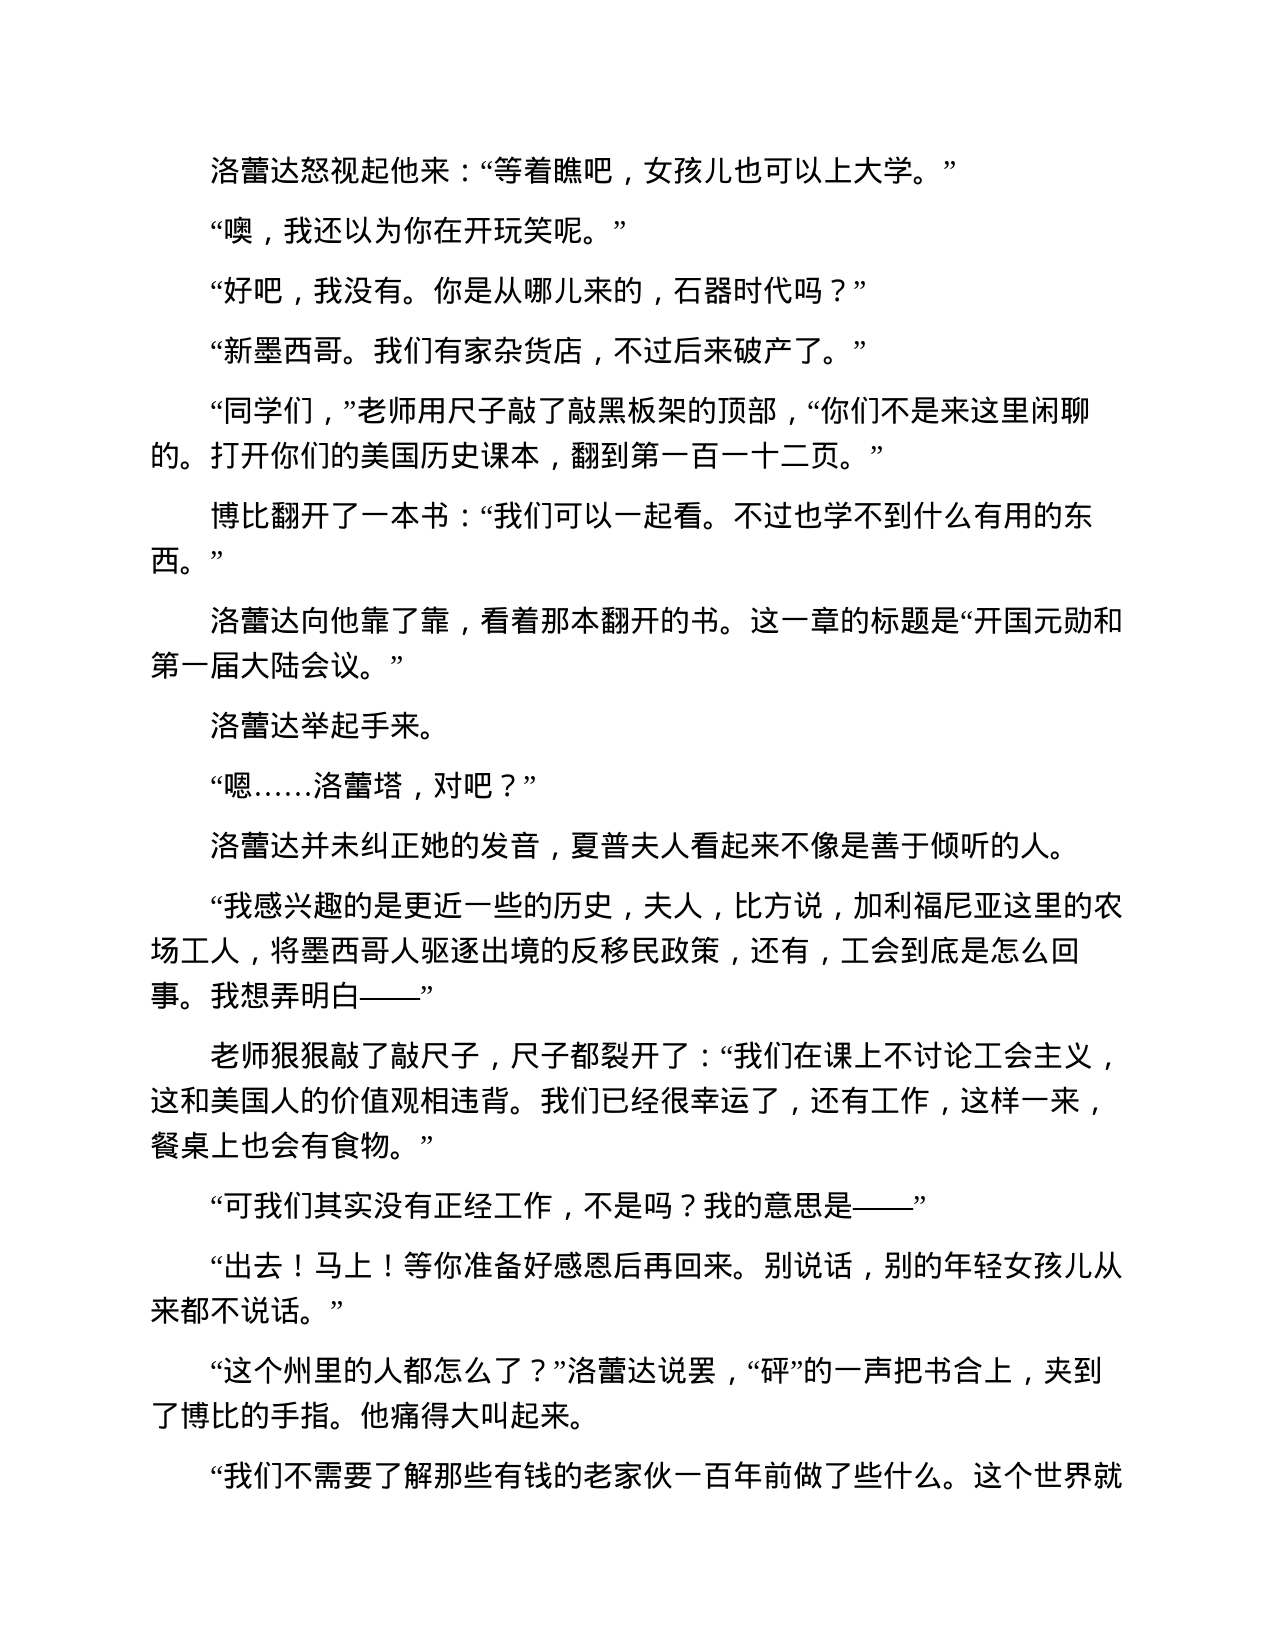 洛蕾达怒视起他来：“等着瞧吧，女孩儿也可以上大学。”
“噢，我还以为你在开玩笑呢。”
“好吧，我没有。你是从哪儿来的，石器时代吗？”
“新墨西哥。我们有家杂货店，不过后来破产了。”
“同学们，”老师用尺子敲了敲黑板架的顶部，“你们不是来这里闲聊
的。打开你们的美国历史课本，翻到第一百一十二页。”
博比翻开了一本书：“我们可以一起看。不过也学不到什么有用的东
西。”
洛蕾达向他靠了靠，看着那本翻开的书。这一章的标题是“开国元勋和
第一届大陆会议。”
洛蕾达举起手来。
“嗯……洛蕾塔，对吧？”
洛蕾达并未纠正她的发音，夏普夫人看起来不像是善于倾听的人。
“我感兴趣的是更近一些的历史，夫人，比方说，加利福尼亚这里的农
场工人，将墨西哥人驱逐出境的反移民政策，还有，工会到底是怎么回
事。我想弄明白——”
老师狠狠敲了敲尺子，尺子都裂开了：“我们在课上不讨论工会主义，
这和美国人的价值观相违背。我们已经很幸运了，还有工作，这样一来，
餐桌上也会有食物。”
“可我们其实没有正经工作，不是吗？我的意思是——”
“出去！马上！等你准备好感恩后再回来。别说话，别的年轻女孩儿从
来都不说话。”
“这个州里的人都怎么了？”洛蕾达说罢，“砰”的一声把书合上，夹到
了博比的手指。他痛得大叫起来。
“我们不需要了解那些有钱的老家伙一百年前做了些什么。这个世界就